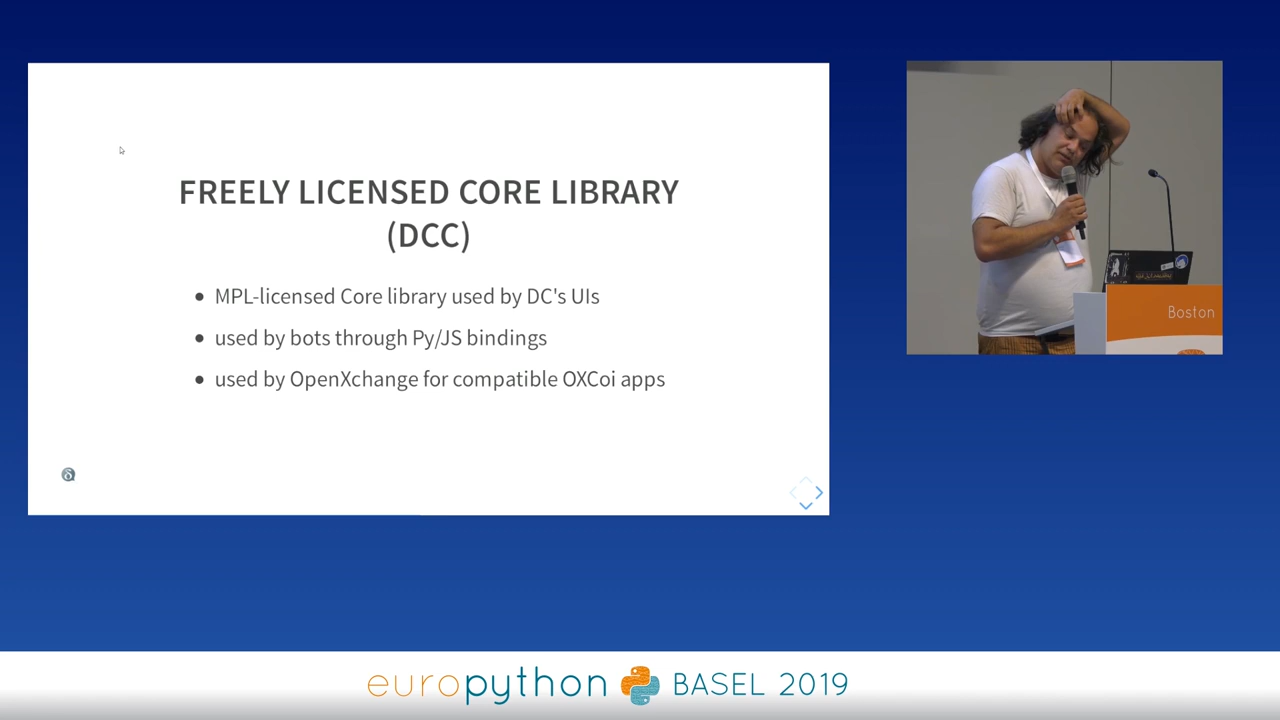 FREELY LICENSED CORE LIBRARY
(DCC)
• MPL-licensed Core library used by DC's UIs
• used by bots through Py/JS bindings
• used by OpenXchange for compatible OXCoi apps
Boston
europython BASEL 2019